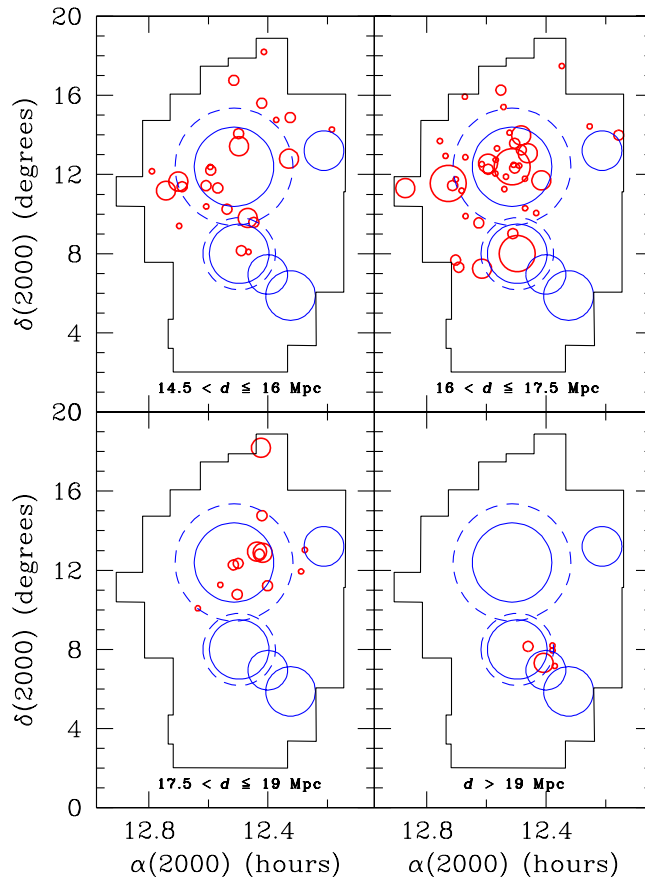 20
16
12
8
4
δ(2000) (degrees)
14.5 < d ≤ 16 Mpc
16 < d ≤ 17.5 Mpc
20
16
12
8
4
0
δ(2000) (degrees)
17.5 < d ≤ 19 Mpc
d > 19 Mpc
12.8
12.4
12.8
12.4
α(2000) (hours)
α(2000) (hours)